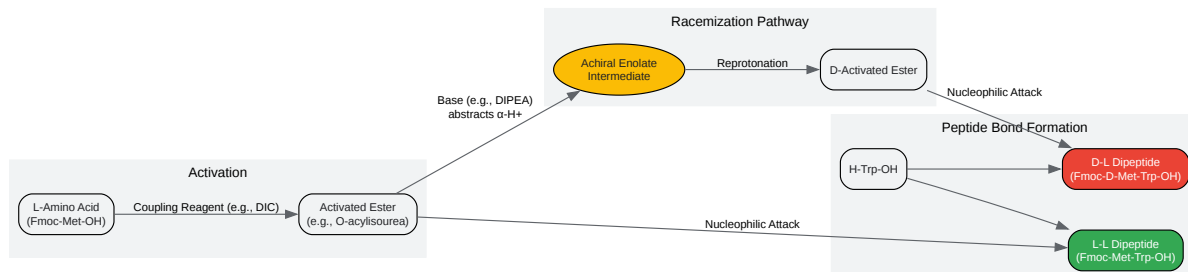 Racemization Pathway
Achiral Enolate
Intermediate
Reprotonation
D-Activated Ester
Base (e.g., DIPEA)
abstracts α-H+
Nucleophilic Attack
Peptide Bond Formation
Activation
L-Amino Acid
(Fmoc-Met-OH)
Coupling Reagent (e.g., DIC)
Activated Ester
(e.g., O-acylisourea)
H-Trp-OH
D-L Dipeptide
(Fmoc-D-Met-Trp-OH)
Nucleophilic Attack
L-L Dipeptide
(Fmoc-Met-Trp-OH)